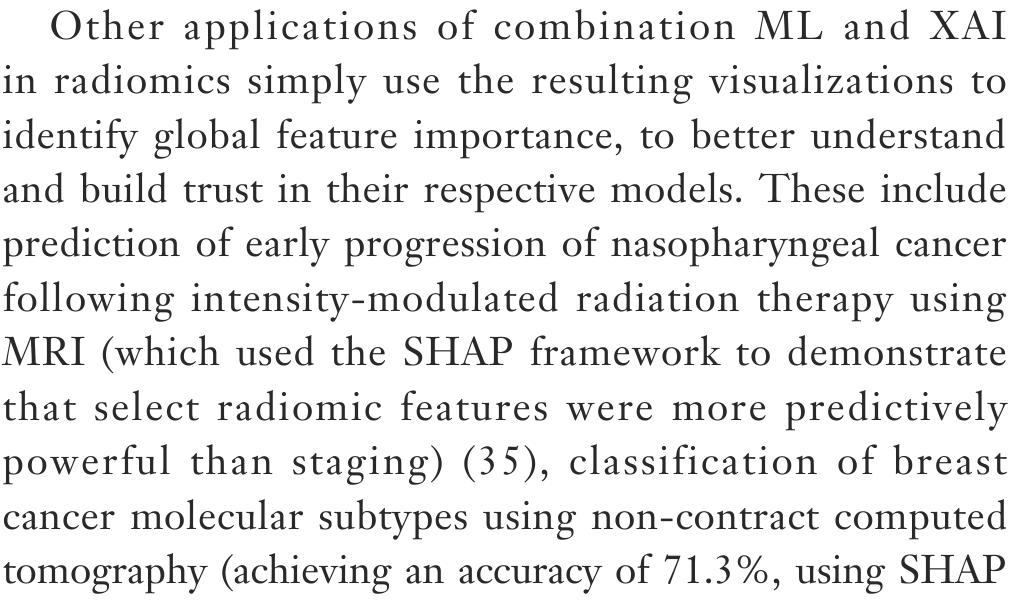 Other applications of combination ML and XAI
in radiomics simply use the resulting visualizations to
identify global feature importance, to better understand
and build trust in their respective models. These include
prediction of early progression of nasopharyngeal cancer
following intensity-modulated radiation therapy using
MRI (which used the SHAP framework to demonstrate
that select radiomic features were more predictively
powerful than staging) (35), classification of breast
cancer molecular subtypes using non-contract computed
tomography (achieving an accuracy of 71.3%, using SHAP